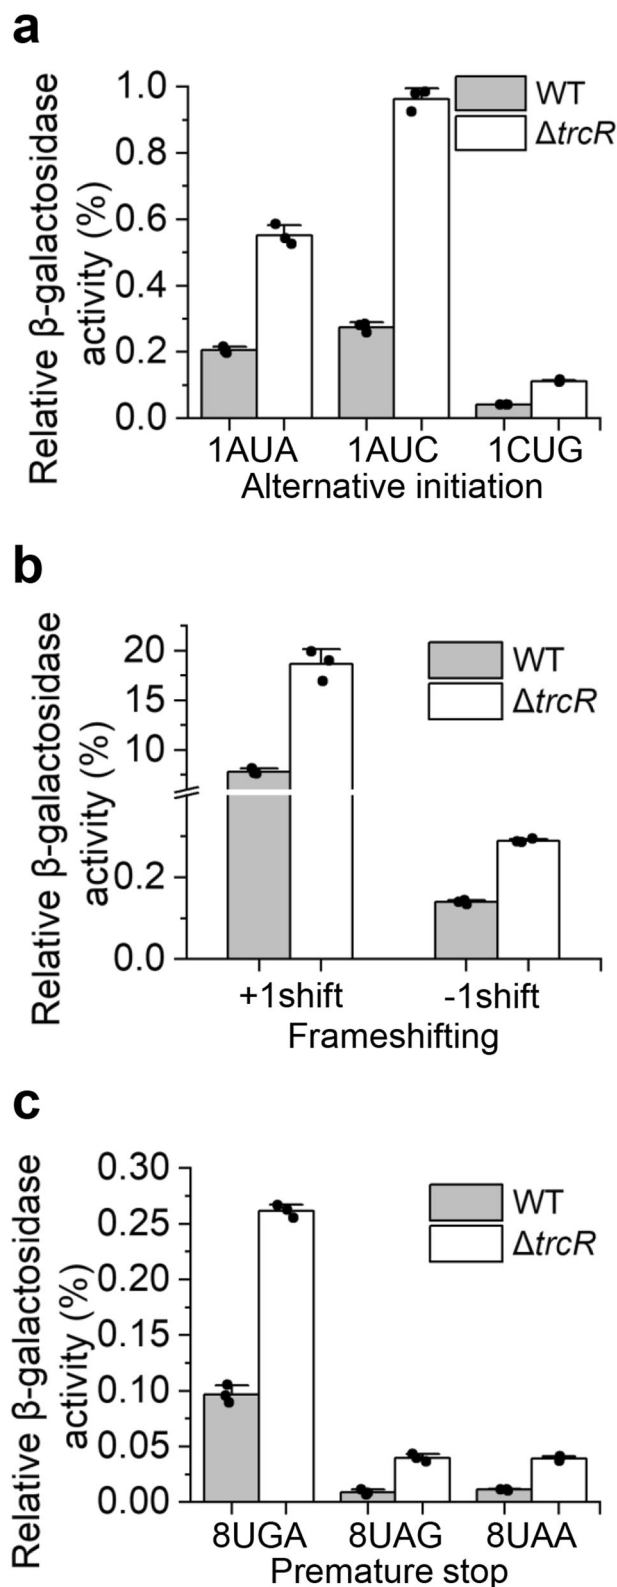 a
Relative β-galactosidase
activity (%)
1.0
0.8
0.6
0.4
0.2
0.0
WT
ΔtrcR
1AUA 1AUC 1CUG
Alternative initiation
b
Relative β-galactosidase
activity (%)
20
15
10
0.2
0.0
WT
ΔtrcR
+1shift -1shift
Frameshifting
c
Relative β-galactosidase
activity (%)
0.30
0.25
0.20
0.15
0.10
0.05
0.00
WT
ΔtrcR
8UGA 8UAG 8UAA
Premature stop